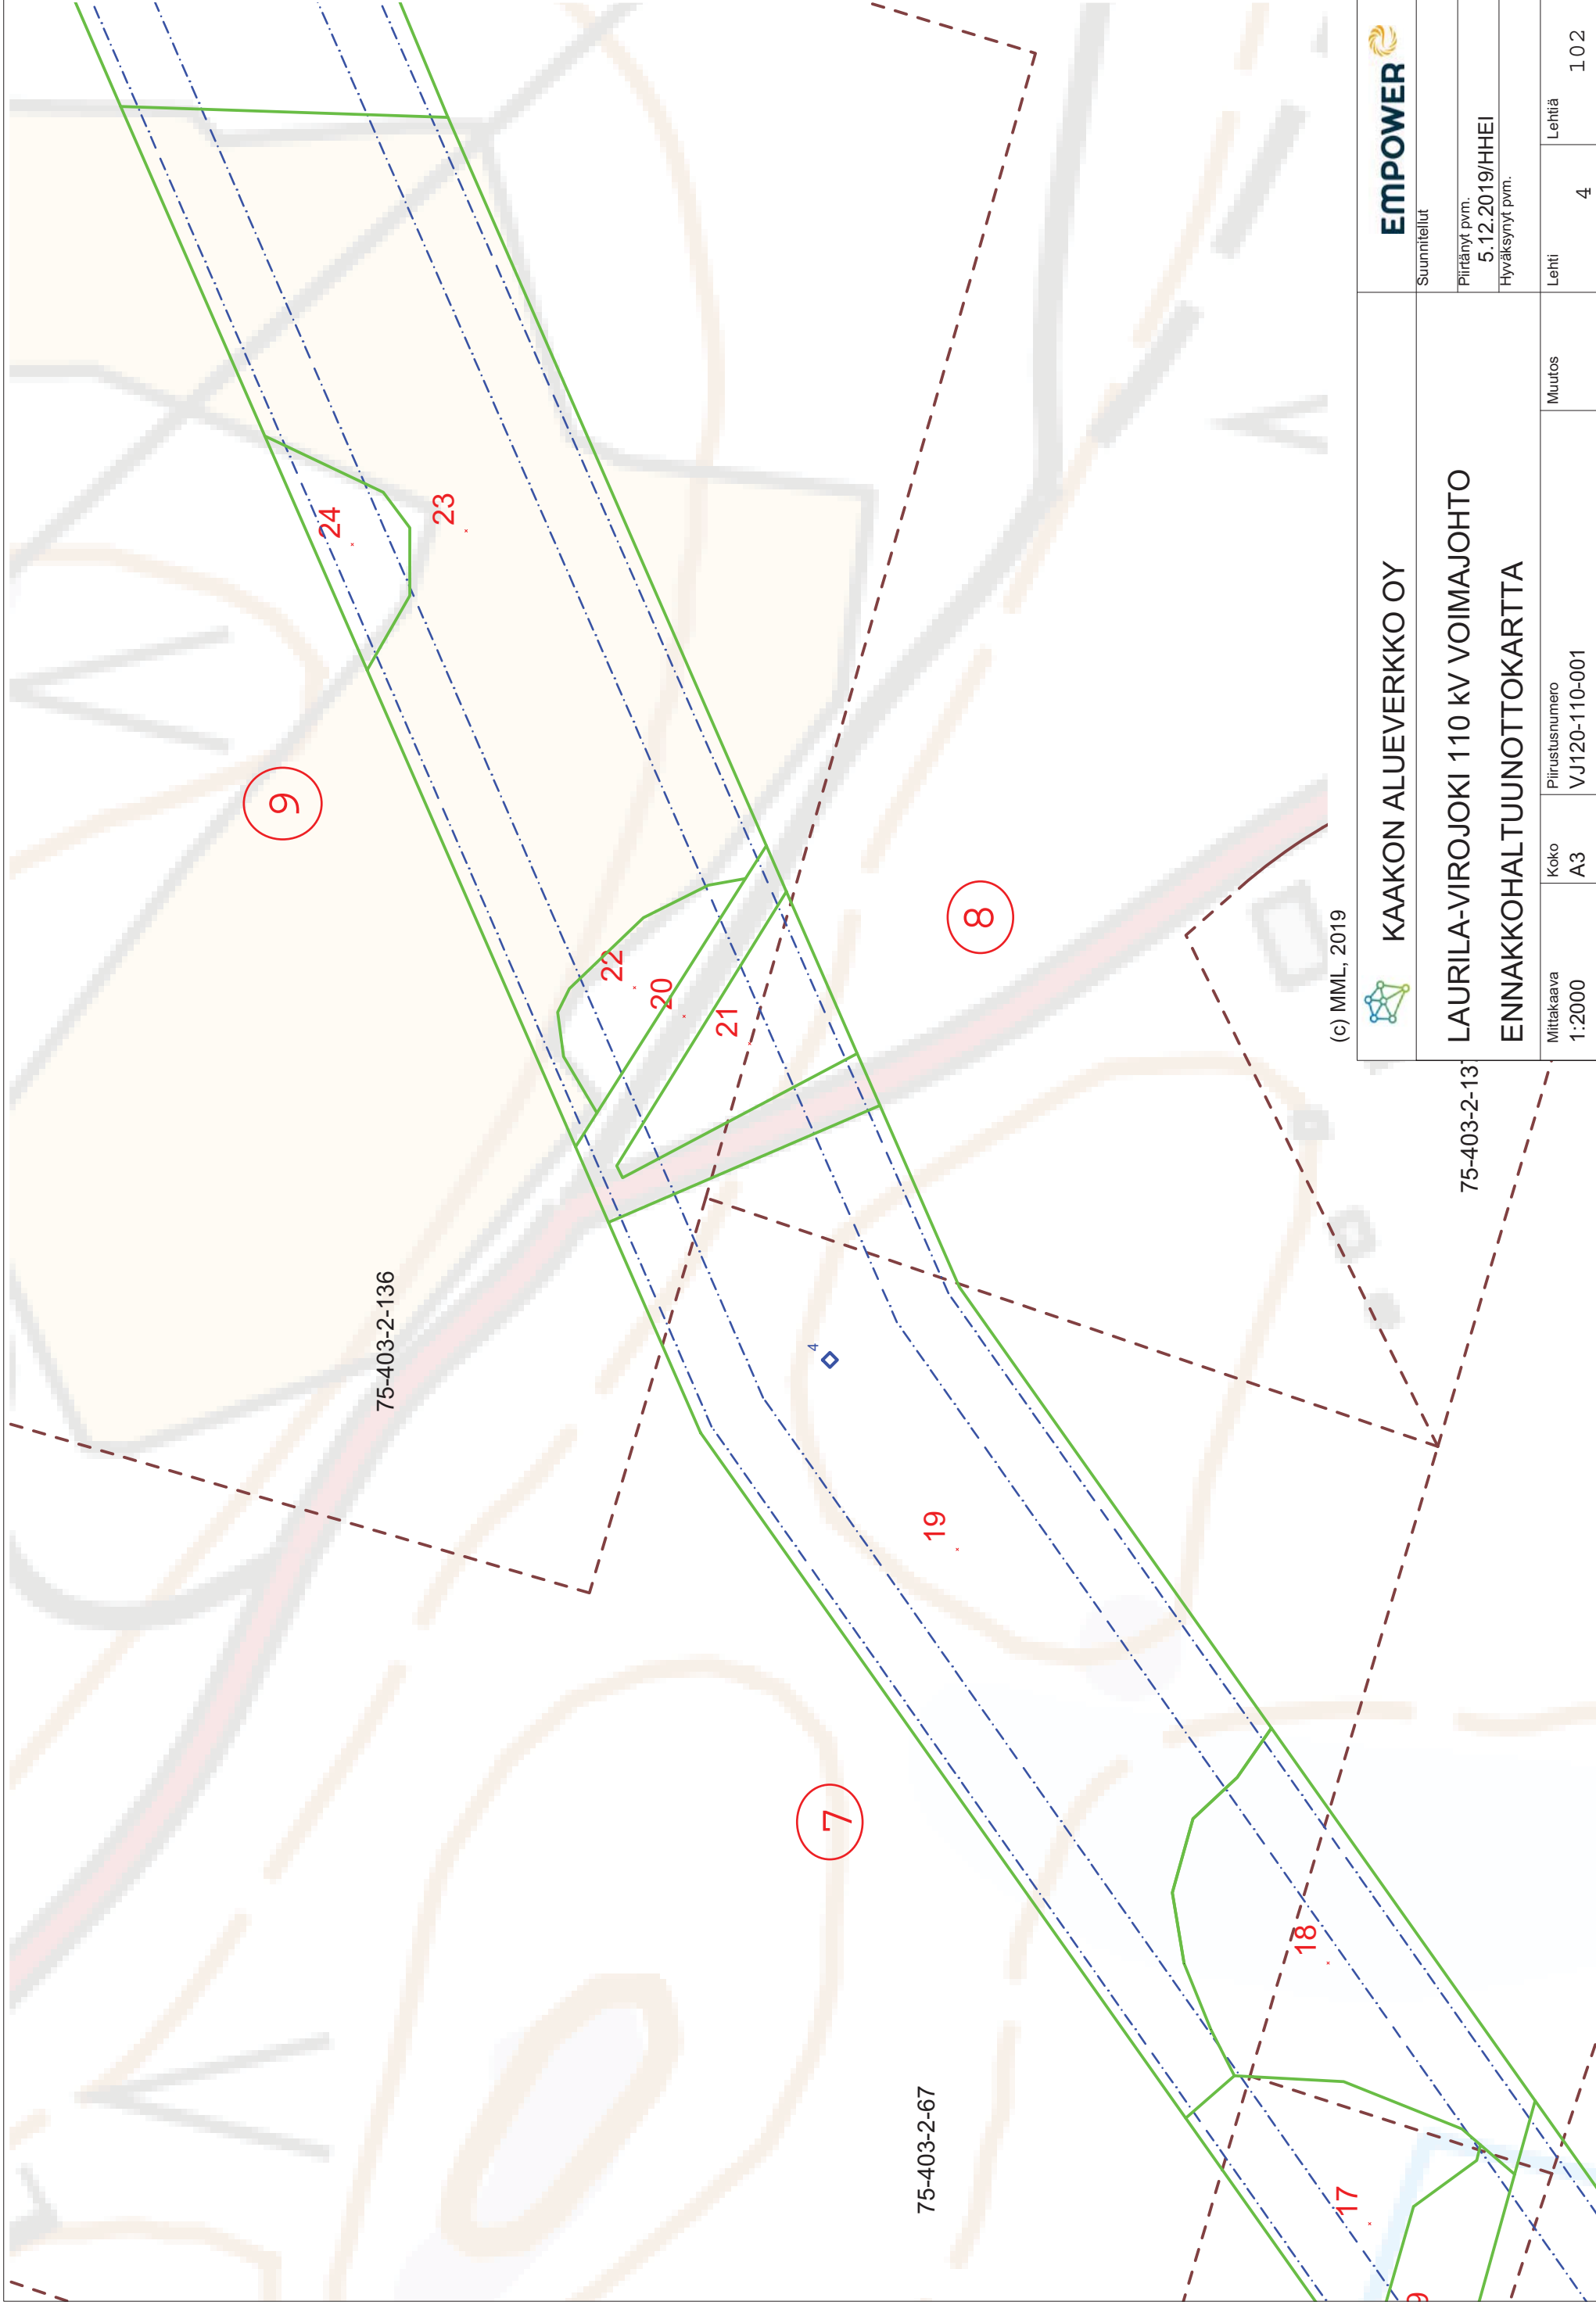 75-403-2-136
75-403-2-67
75-403-2-13
9
8
7
24
23
22
20
21
4
19
18
17
9
(c) MML, 2019
KAAKON ALUEVERKKO OY
EMPOWER
LAURILA-VIROJOKI 110 kV VOIMAJOHTO
ENNAKKOHALTUUNOTTOKARTTA
Suunnitellut
Piirtänyt pvm.
5.12.2019/HHEI
Hyväksynyt pvm.
Mittakaava
1:2000
Koko
A3
Piirustusnumero
VJ120-110-001
Muutos
Lehti
4
Lehtiä
102